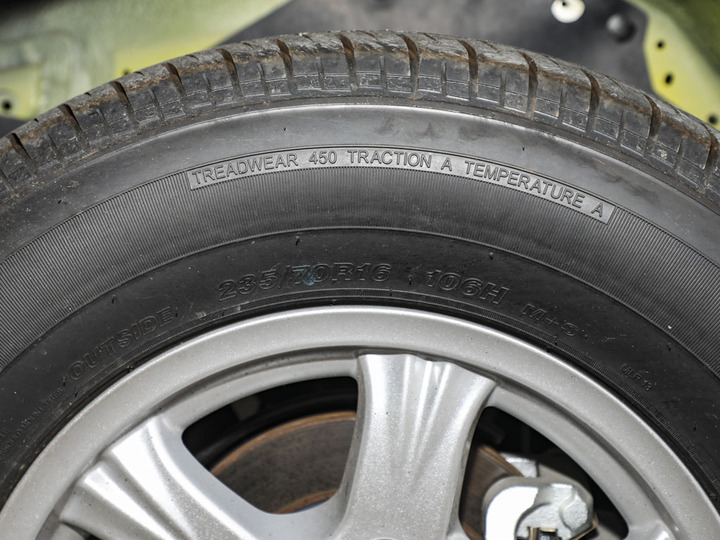 TREADWEAR 450 TRACTION A TEMPERATURE A
OUTSIDE 235/70R16 106H M+S